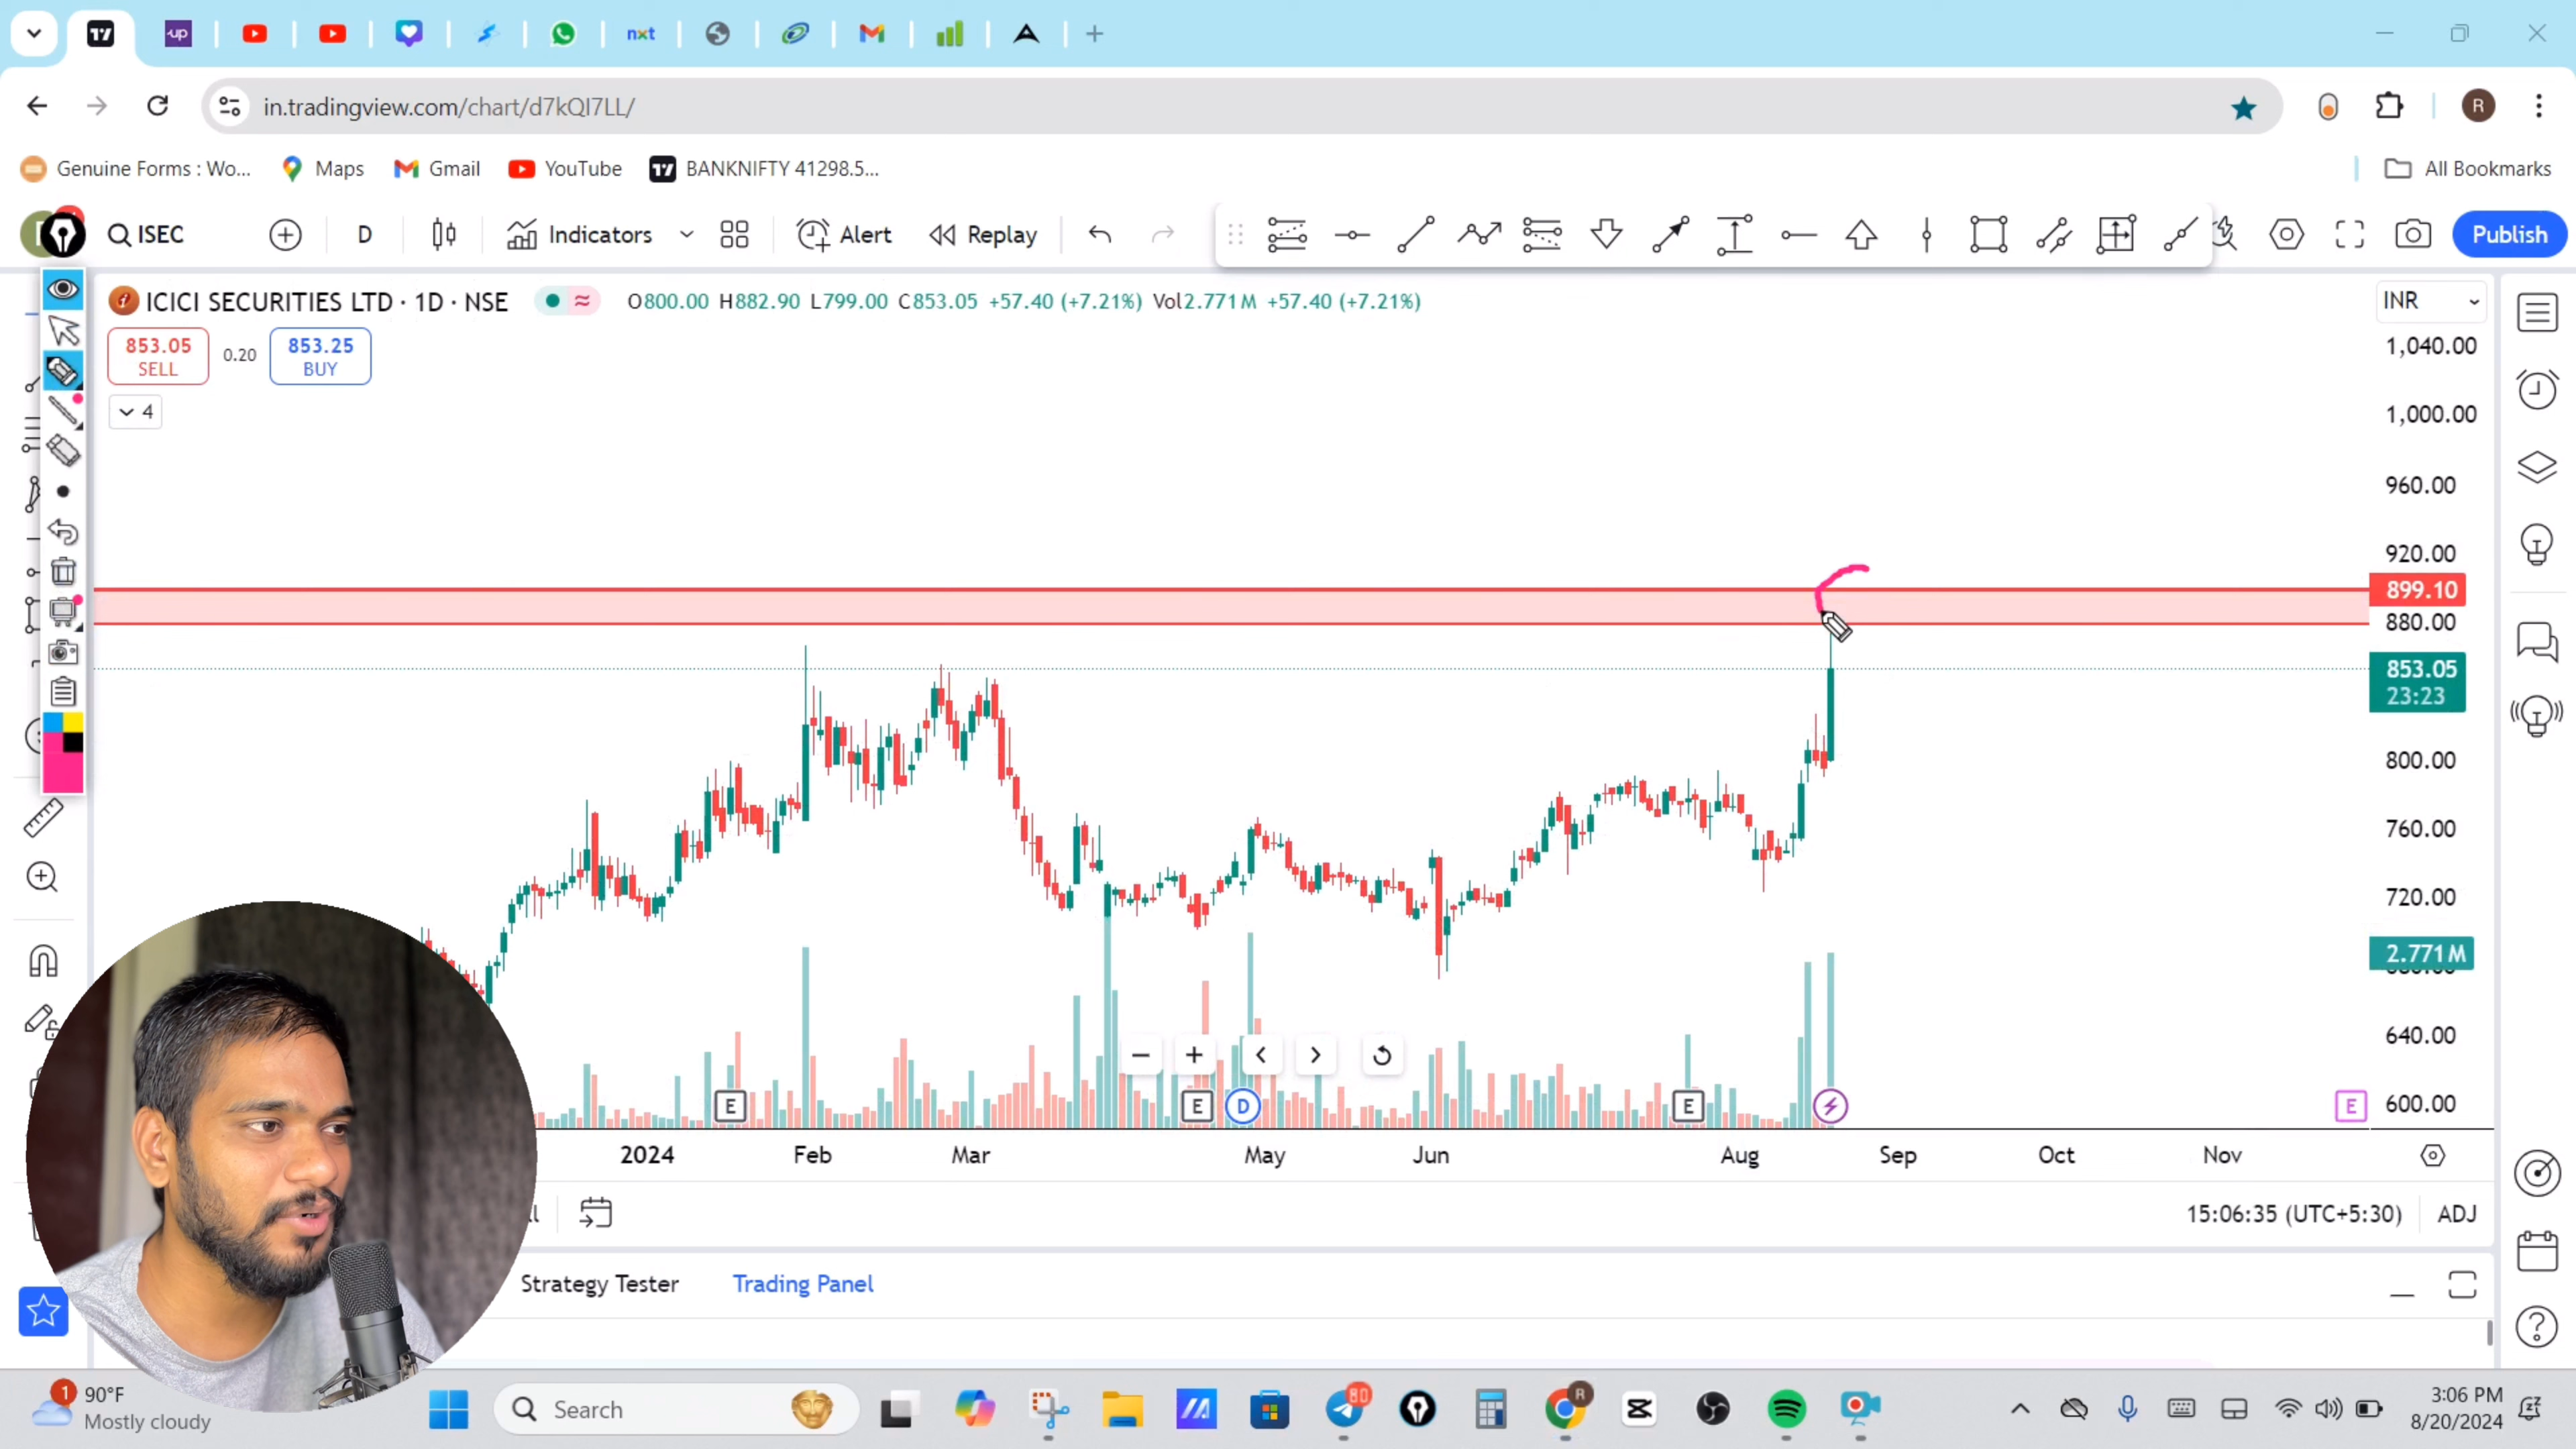 up
nxt
in.tradingview.com/chart/d7kQI7LL/
R
Genuine Forms : Wo...
Maps
Gmail
YouTube
BANKNIFTY 41298.5...
All Bookmarks
ISEC
D
Indicators
Alert
Replay
Publish
ICICI SECURITIES LTD · 1D · NSE
O800.00 H882.90 L799.00 C853.05 +57.40 (+7.21%) Vol2.771M +57.40 (+7.21%)
INR
853.05
SELL
0.20
853.25
BUY
4
1,040.00
1,000.00
960.00
920.00
899.10
880.00
853.05
23:23
800.00
760.00
720.00
2.771M
640.00
600.00
E
E
D
E
E
2024
Feb
Mar
May
Jun
Aug
Sep
Oct
Nov
15:06:35 (UTC+5:30)
ADJ
Strategy Tester
Trading Panel
1
90°F
Mostly cloudy
Search
80
R
3:06 PM
8/20/2024